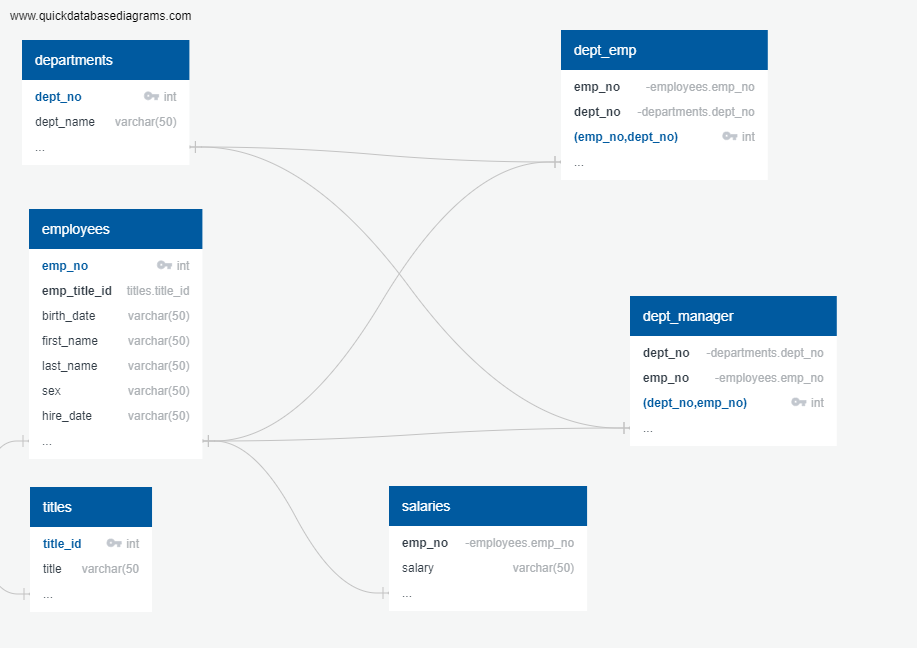 www.quickdatabasediagrams.com
departments
dept_no int
dept_name varchar(50)
...
dept_emp
emp_no -employees.emp_no
dept_no -departments.dept_no
(emp_no,dept_no) int
...
employees
emp_no int
emp_title_id titles.title_id
birth_date varchar(50)
first_name varchar(50)
last_name varchar(50)
sex varchar(50)
hire_date varchar(50)
...
dept_manager
dept_no -departments.dept_no
emp_no -employees.emp_no
(dept_no,emp_no) int
...
titles
title_id int
title varchar(50
...
salaries
emp_no -employees.emp_no
salary varchar(50)
...